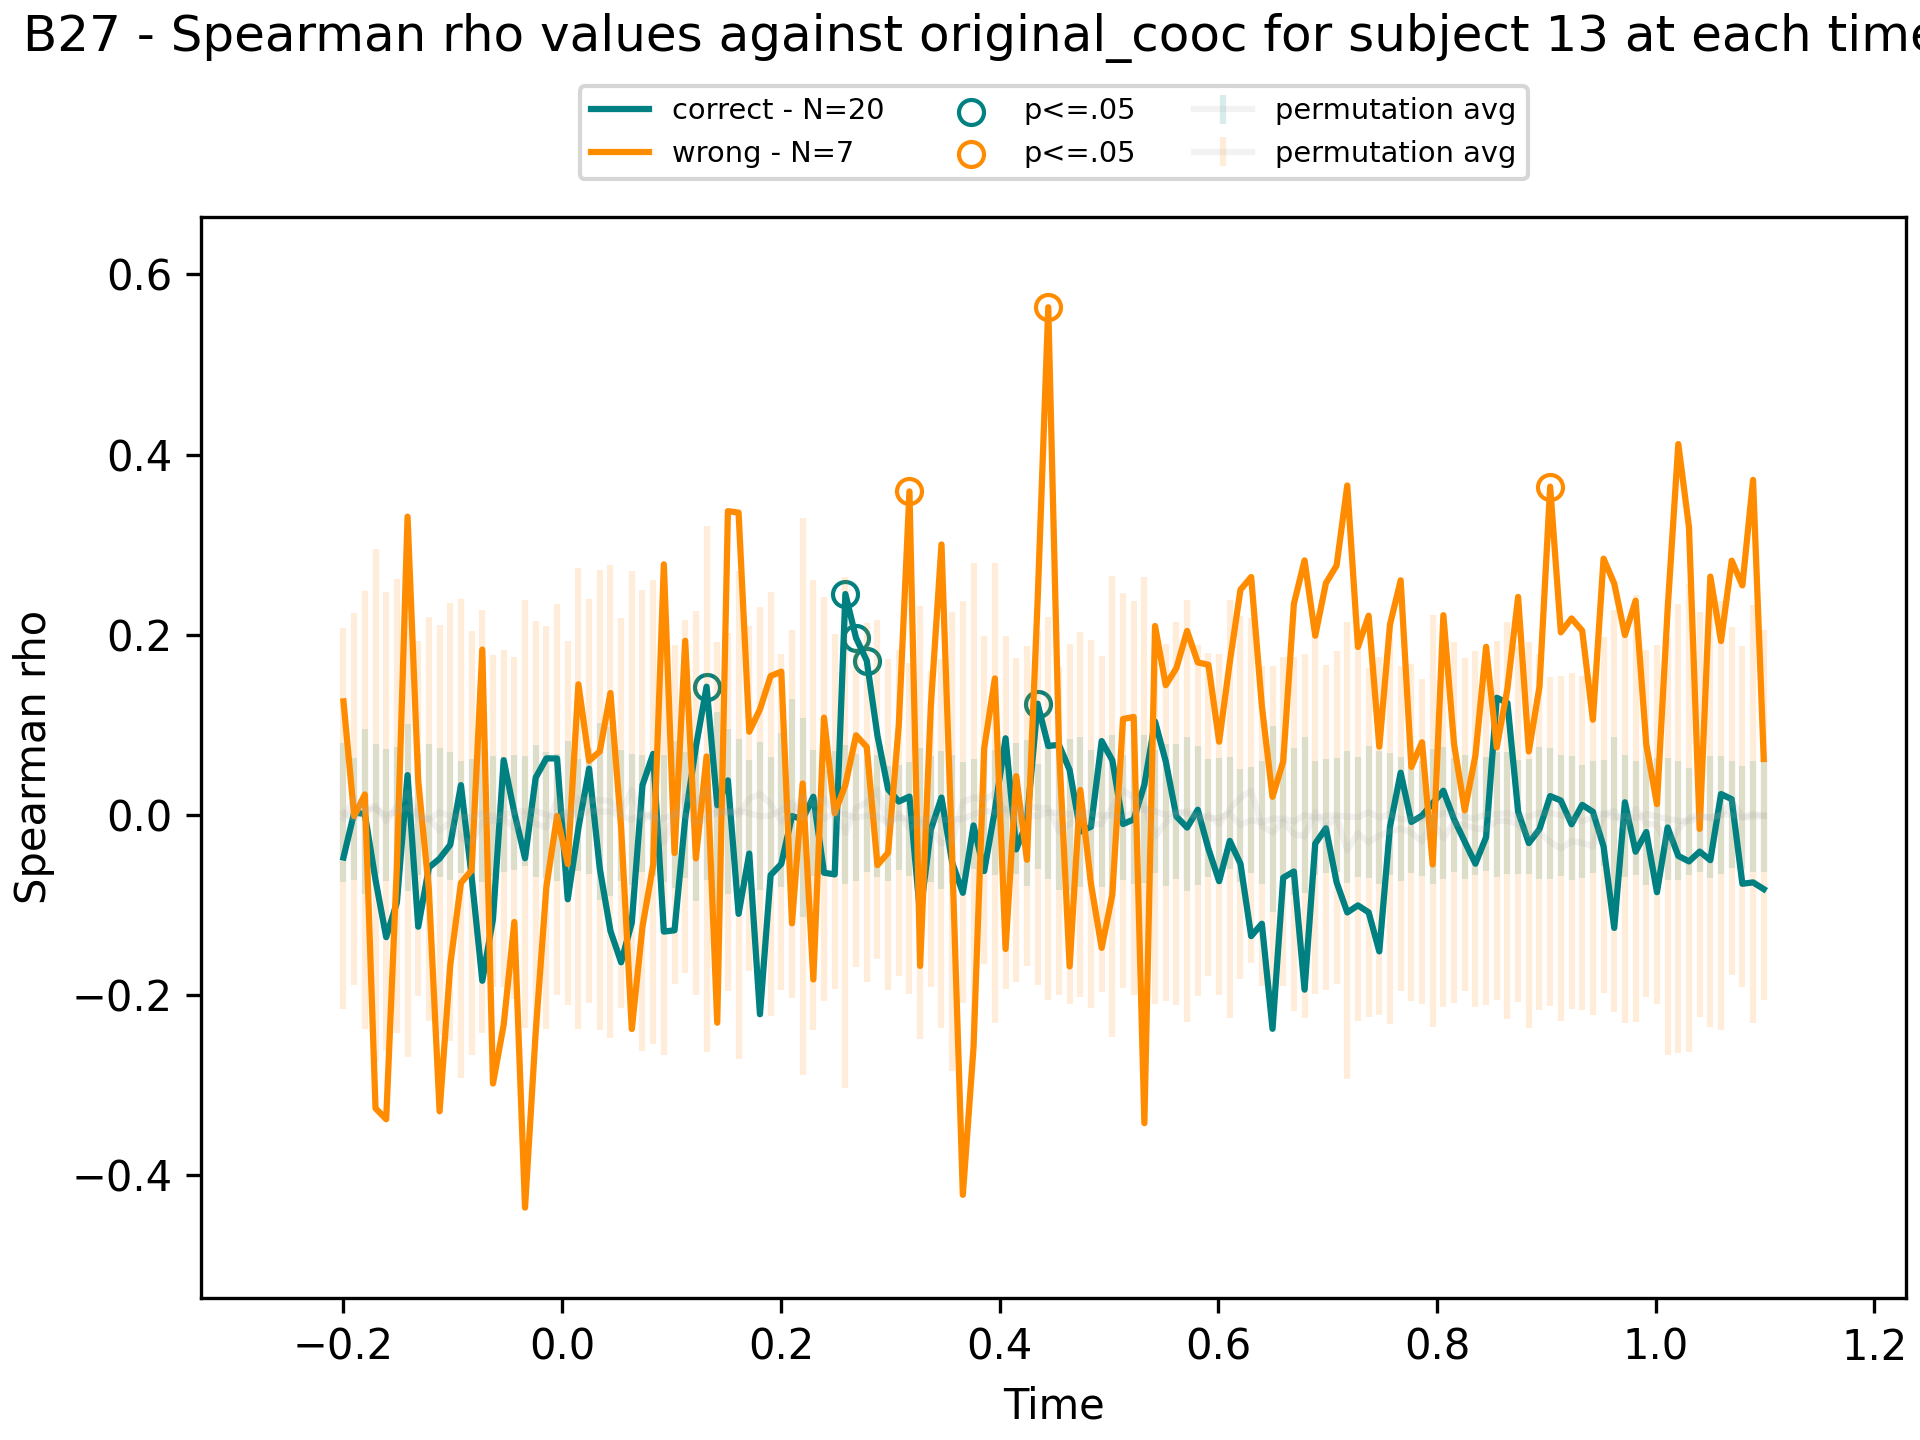 B27 - Spearman rho values against original_cooc for subject 13 at each time
correct - N=20
wrong - N=7
p<=.05
p<=.05
permutation avg
permutation avg
Spearman rho
0.6
0.4
0.2
0.0
−0.2
−0.4
−0.2 0.0 0.2 0.4 0.6 0.8 1.0 1.2
Time